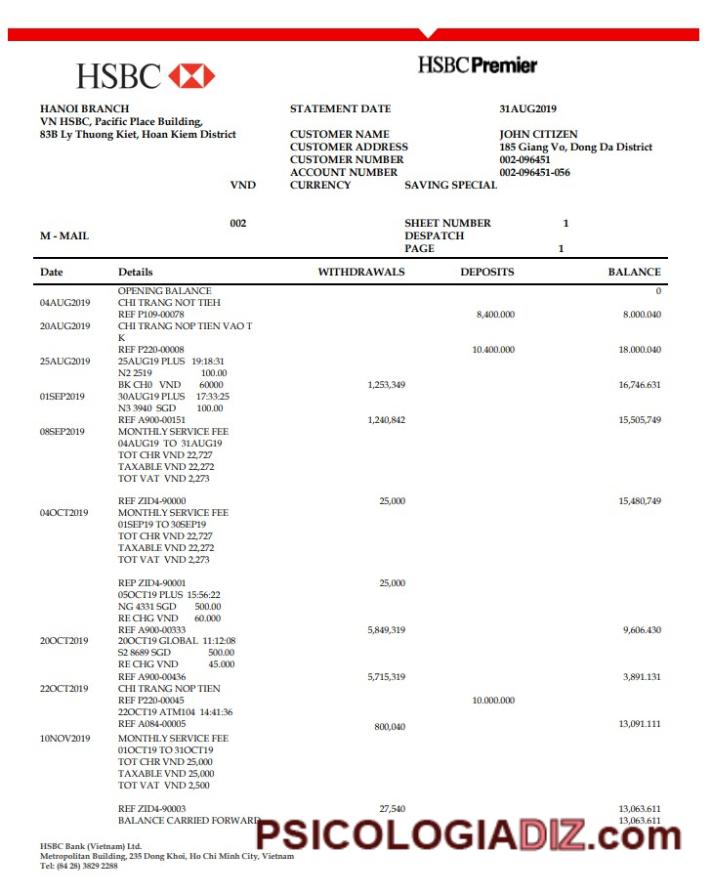 HSBC
HSBC Premier
HANOI BRANCH
VN HSBC, Pacific Place Building,
83B Ly Thuong Kiet, Hoan Kiem District
STATEMENT DATE 31AUG2019
CUSTOMER NAME JOHN CITIZEN
CUSTOMER ADDRESS 185 Giang Vo, Dong Da District
CUSTOMER NUMBER 002-096451
ACCOUNT NUMBER 002-096451-056
VND CURRENCY SAVING SPECIAL
002 SHEET NUMBER 1
M - MAIL DESPATCH
PAGE 1
Date Details WITHDRAWALS DEPOSITS BALANCE
OPENING BALANCE 0
04AUG2019 CHI TRANG NOT TIEH
REF P109-00078 8,400.000 8.000.040
20AUG2019 CHI TRANG NOP TIEN VAO T
K
REF P220-00008 10.400.000 18.000.040
25AUG2019 25AUG19 PLUS 19:18:31
N2 2519 100.00
BK CH0 VND 60000 1,253,349 16,746.631
01SEP2019 30AUG19 PLUS 17:33:25
N3 3940 SGD 100.00
REF A900-00151 1,240,842 15,505,749
08SEP2019 MONTHLY SERVICE FEE
04AUG19 TO 31AUG19
TOT CHR VND 22,727
TAXABLE VND 22,272
TOT VAT VND 2,273
REF ZID4-90000 25,000 15,480,749
04OCT2019 MONTHLY SERVICE FEE
01SEP19 TO 30SEP19
TOT CHR VND 22,727
TAXABLE VND 22,272
TOT VAT VND 2,273
REP ZID4-90001 25,000
05OCT19 PLUS 15:56:22
NG 4331 SGD 500.00
RE CHG VND 60.000
REF A900-00333 5,849,319 9,606.430
20OCT2019 20OCT19 GLOBAL 11:12:08
S2 8689 SGD 500.00
RE CHG VND 45.000
REF A900-00436 5,715,319 3,891.131
22OCT2019 CHI TRANG NOP TIEN
REF P220-00045 10.000.000
22OCT19 ATM104 14:41:36
REF A084-00005 800,040 13,091.111
10NOV2019 MONTHLY SERVICE FEE
01OCT19 TO 31OCT19
TOT CHR VND 25,000
TAXABLE VND 25,000
TOT VAT VND 2,500
REF ZID4-90003 27,540 13,063.611
BALANCE CARRIED FORWARD 13,063.611
PSICOLOGIADIZ.com
HSBC Bank (Vietnam) Ltd.
Metropolitan Building, 235 Dong Khoi, Ho Chi Minh City, Vietnam
Tel: (84 28) 3829 2288